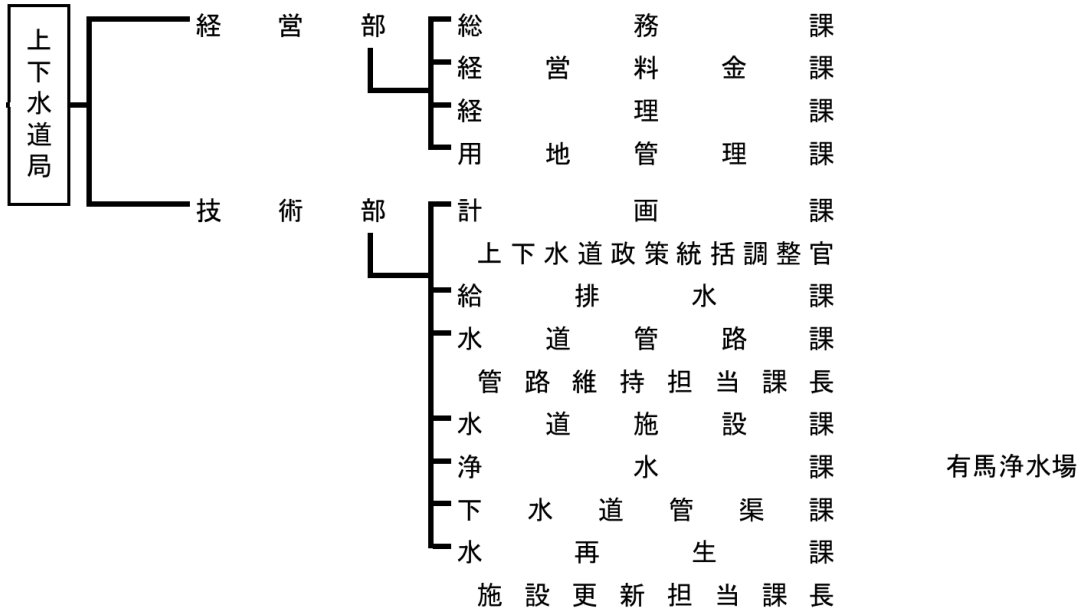 上下水道局
経営部
総務課
経営料金課
経理課
用地管理課
技術部
計画課
上下水道政策統括調整官
給排水課
水道管路課
管路維持担当課長
水道施設課
浄水課 有馬浄水場
下水道管渠課
水再生課
施設更新担当課長